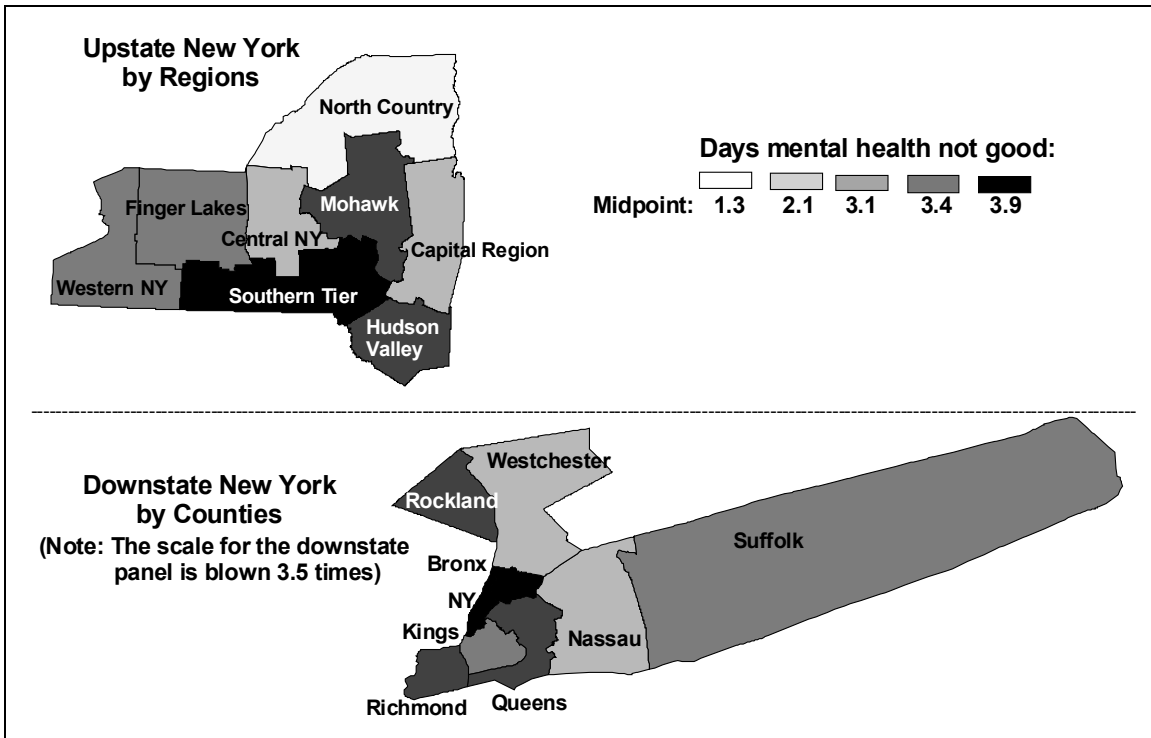 Upstate New York
by Regions
North Country
Days mental health not good:
Midpoint: 1.3 2.1 3.1 3.4 3.9
Finger Lakes
Mohawk
Central NY
Capital Region
Western NY
Southern Tier
Hudson
Valley
Downstate New York
by Counties
(Note: The scale for the downstate
panel is blown 3.5 times)
Westchester
Rockland
Suffolk
Bronx
NY
Kings
Nassau
Richmond
Queens